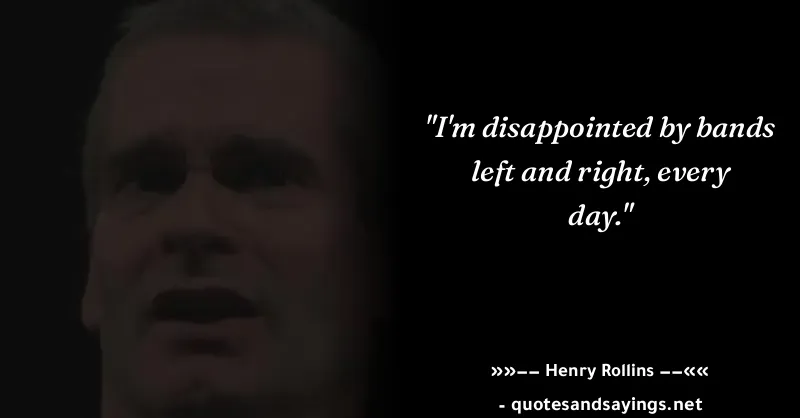 "I'm disappointed by bands
left and right, every
day."
»»−− Henry Rollins −−««
- quotesandsayings.net